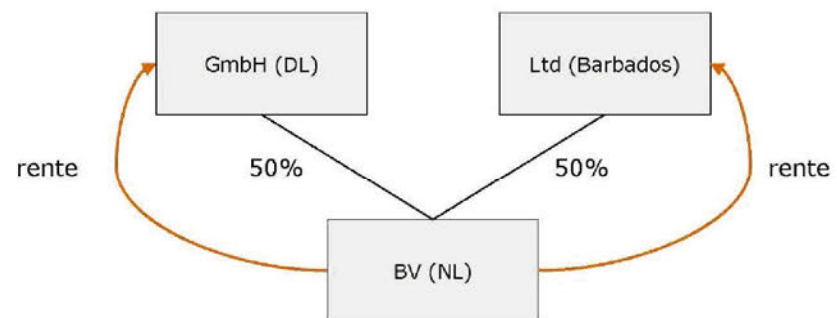 GmbH (DL)
Ltd (Barbados)
rente
50%
50%
rente
BV (NL)